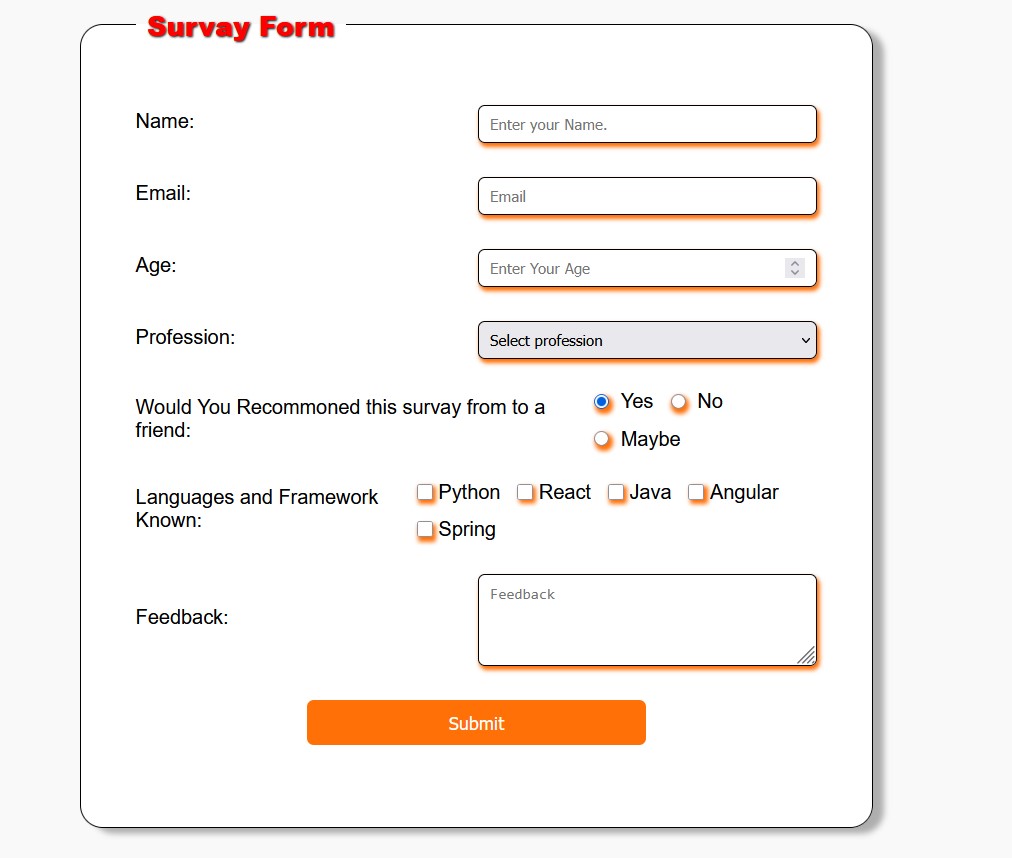 Survay Form
Name:
Enter your Name.
Email:
Email
Age:
Enter Your Age
Profession:
Select profession
Would You Recommoned this survay from to a
friend:
Yes No
Maybe
Languages and Framework
Known:
Python React Java Angular
Spring
Feedback:
Feedback
Submit